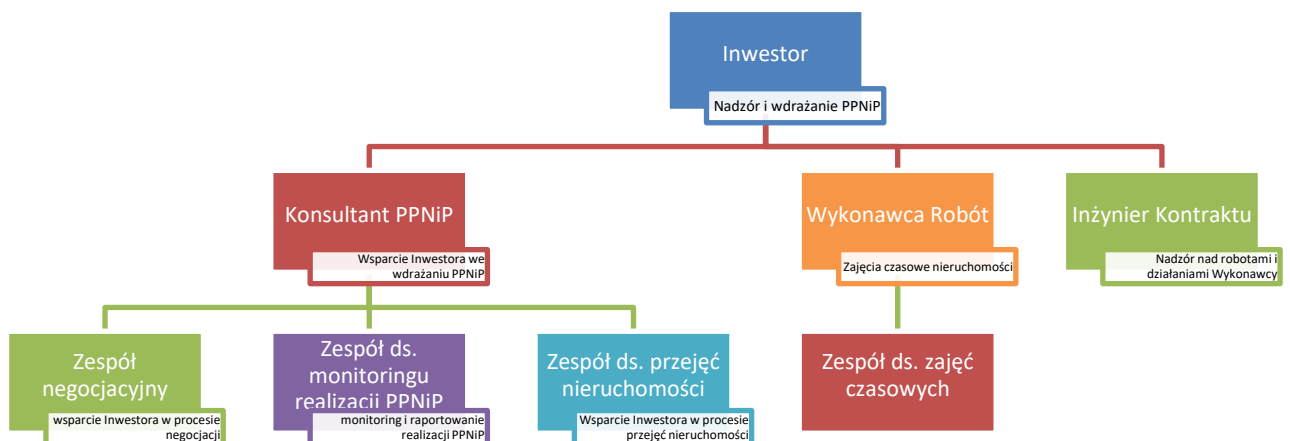 Inwestor
Nadzór i wdrażanie PPNiP
Konsultant PPNiP
Wsparcie Inwestora we
wdrażaniu PPNiP
Wykonawca Robót
Zajęcia czasowe nieruchomości
Inżynier Kontraktu
Nadzór nad robotami i
działaniami Wykonawcy
Zespół
negocjacyjny
wsparcie Inwestora w procesie
negocjacji
Zespół ds.
monitoringu
realizacji PPNiP
monitoring i raportowanie
realizacji PPNiP
Zespół ds. przejęć
nieruchomości
Wsparcie Inwestora w procesie
przejęć nieruchomości
Zespół ds. zajęć
czasowych